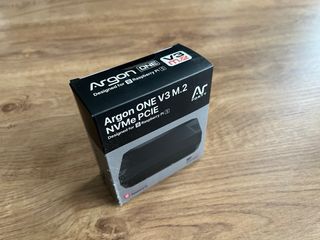 Argon ONE V3
Designed for Raspberry Pi 5
Argon ONE V3 M.2
NVMe PCIE
Designed for Raspberry Pi 5
Ar